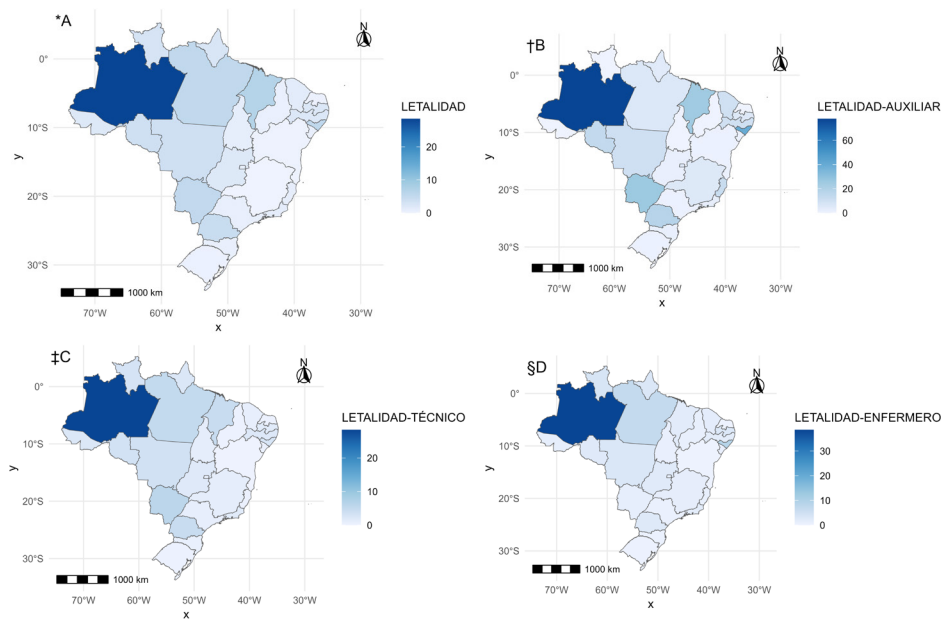 *A
N
0°
10°S
20°S
30°S
y
1000 km
70°W 60°W 50°W 40°W 30°W
x
LETALIDAD
20
10
0
†B
N
0°
10°S
20°S
30°S
y
1000 km
70°W 60°W 50°W 40°W 30°W
x
LETALIDAD-AUXILIAR
60
40
20
0
‡C
N
0°
10°S
20°S
30°S
y
1000 km
70°W 60°W 50°W 40°W 30°W
x
LETALIDAD-TÉCNICO
20
10
0
§D
N
0°
10°S
20°S
30°S
y
1000 km
70°W 60°W 50°W 40°W 30°W
x
LETALIDAD-ENFERMERO
30
20
10
0